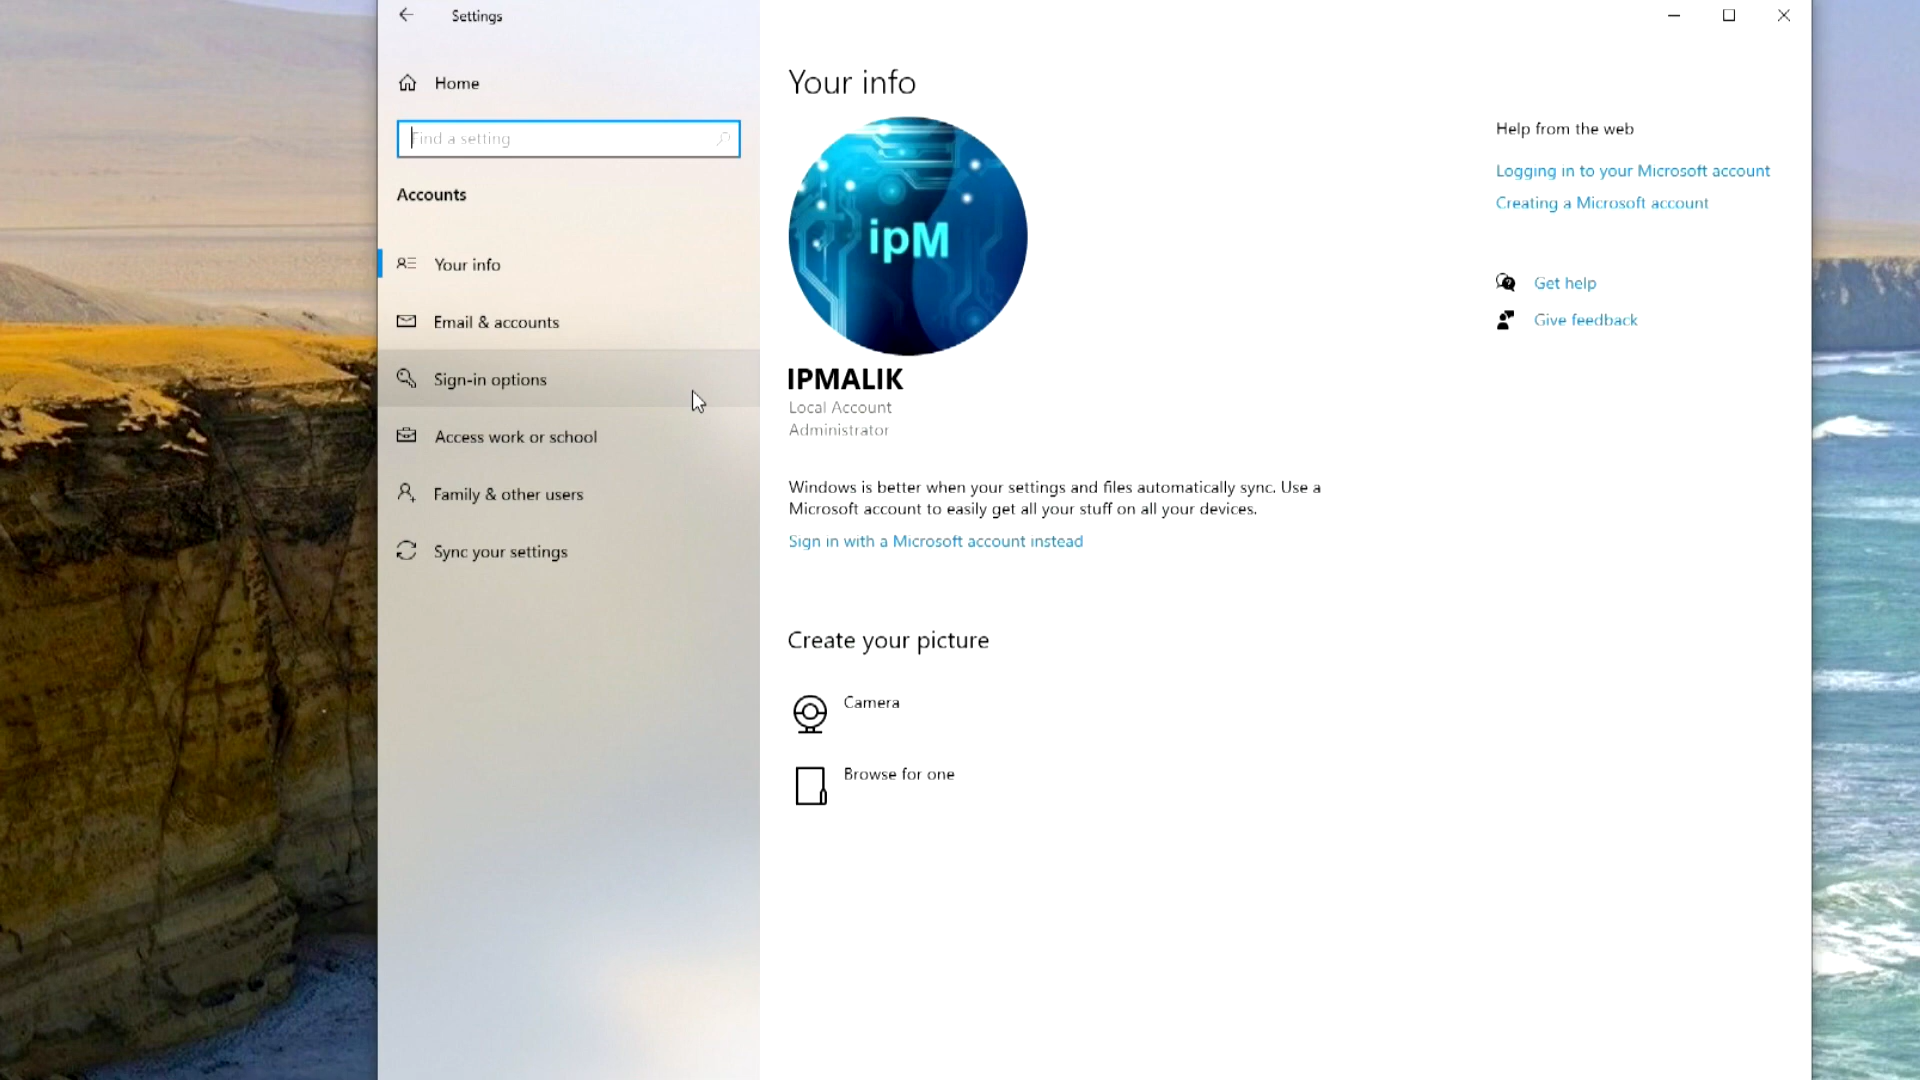 Settings
Home
Find a setting
Accounts
Your info
Email & accounts
Sign-in options
Access work or school
Family & other users
Sync your settings
Your info
ipM
IPMALIK
Local Account
Administrator
Windows is better when your settings and files automatically sync. Use a
Microsoft account to easily get all your stuff on all your devices.
Sign in with a Microsoft account instead
Create your picture
Camera
Browse for one
Help from the web
Logging in to your Microsoft account
Creating a Microsoft account
Get help
Give feedback